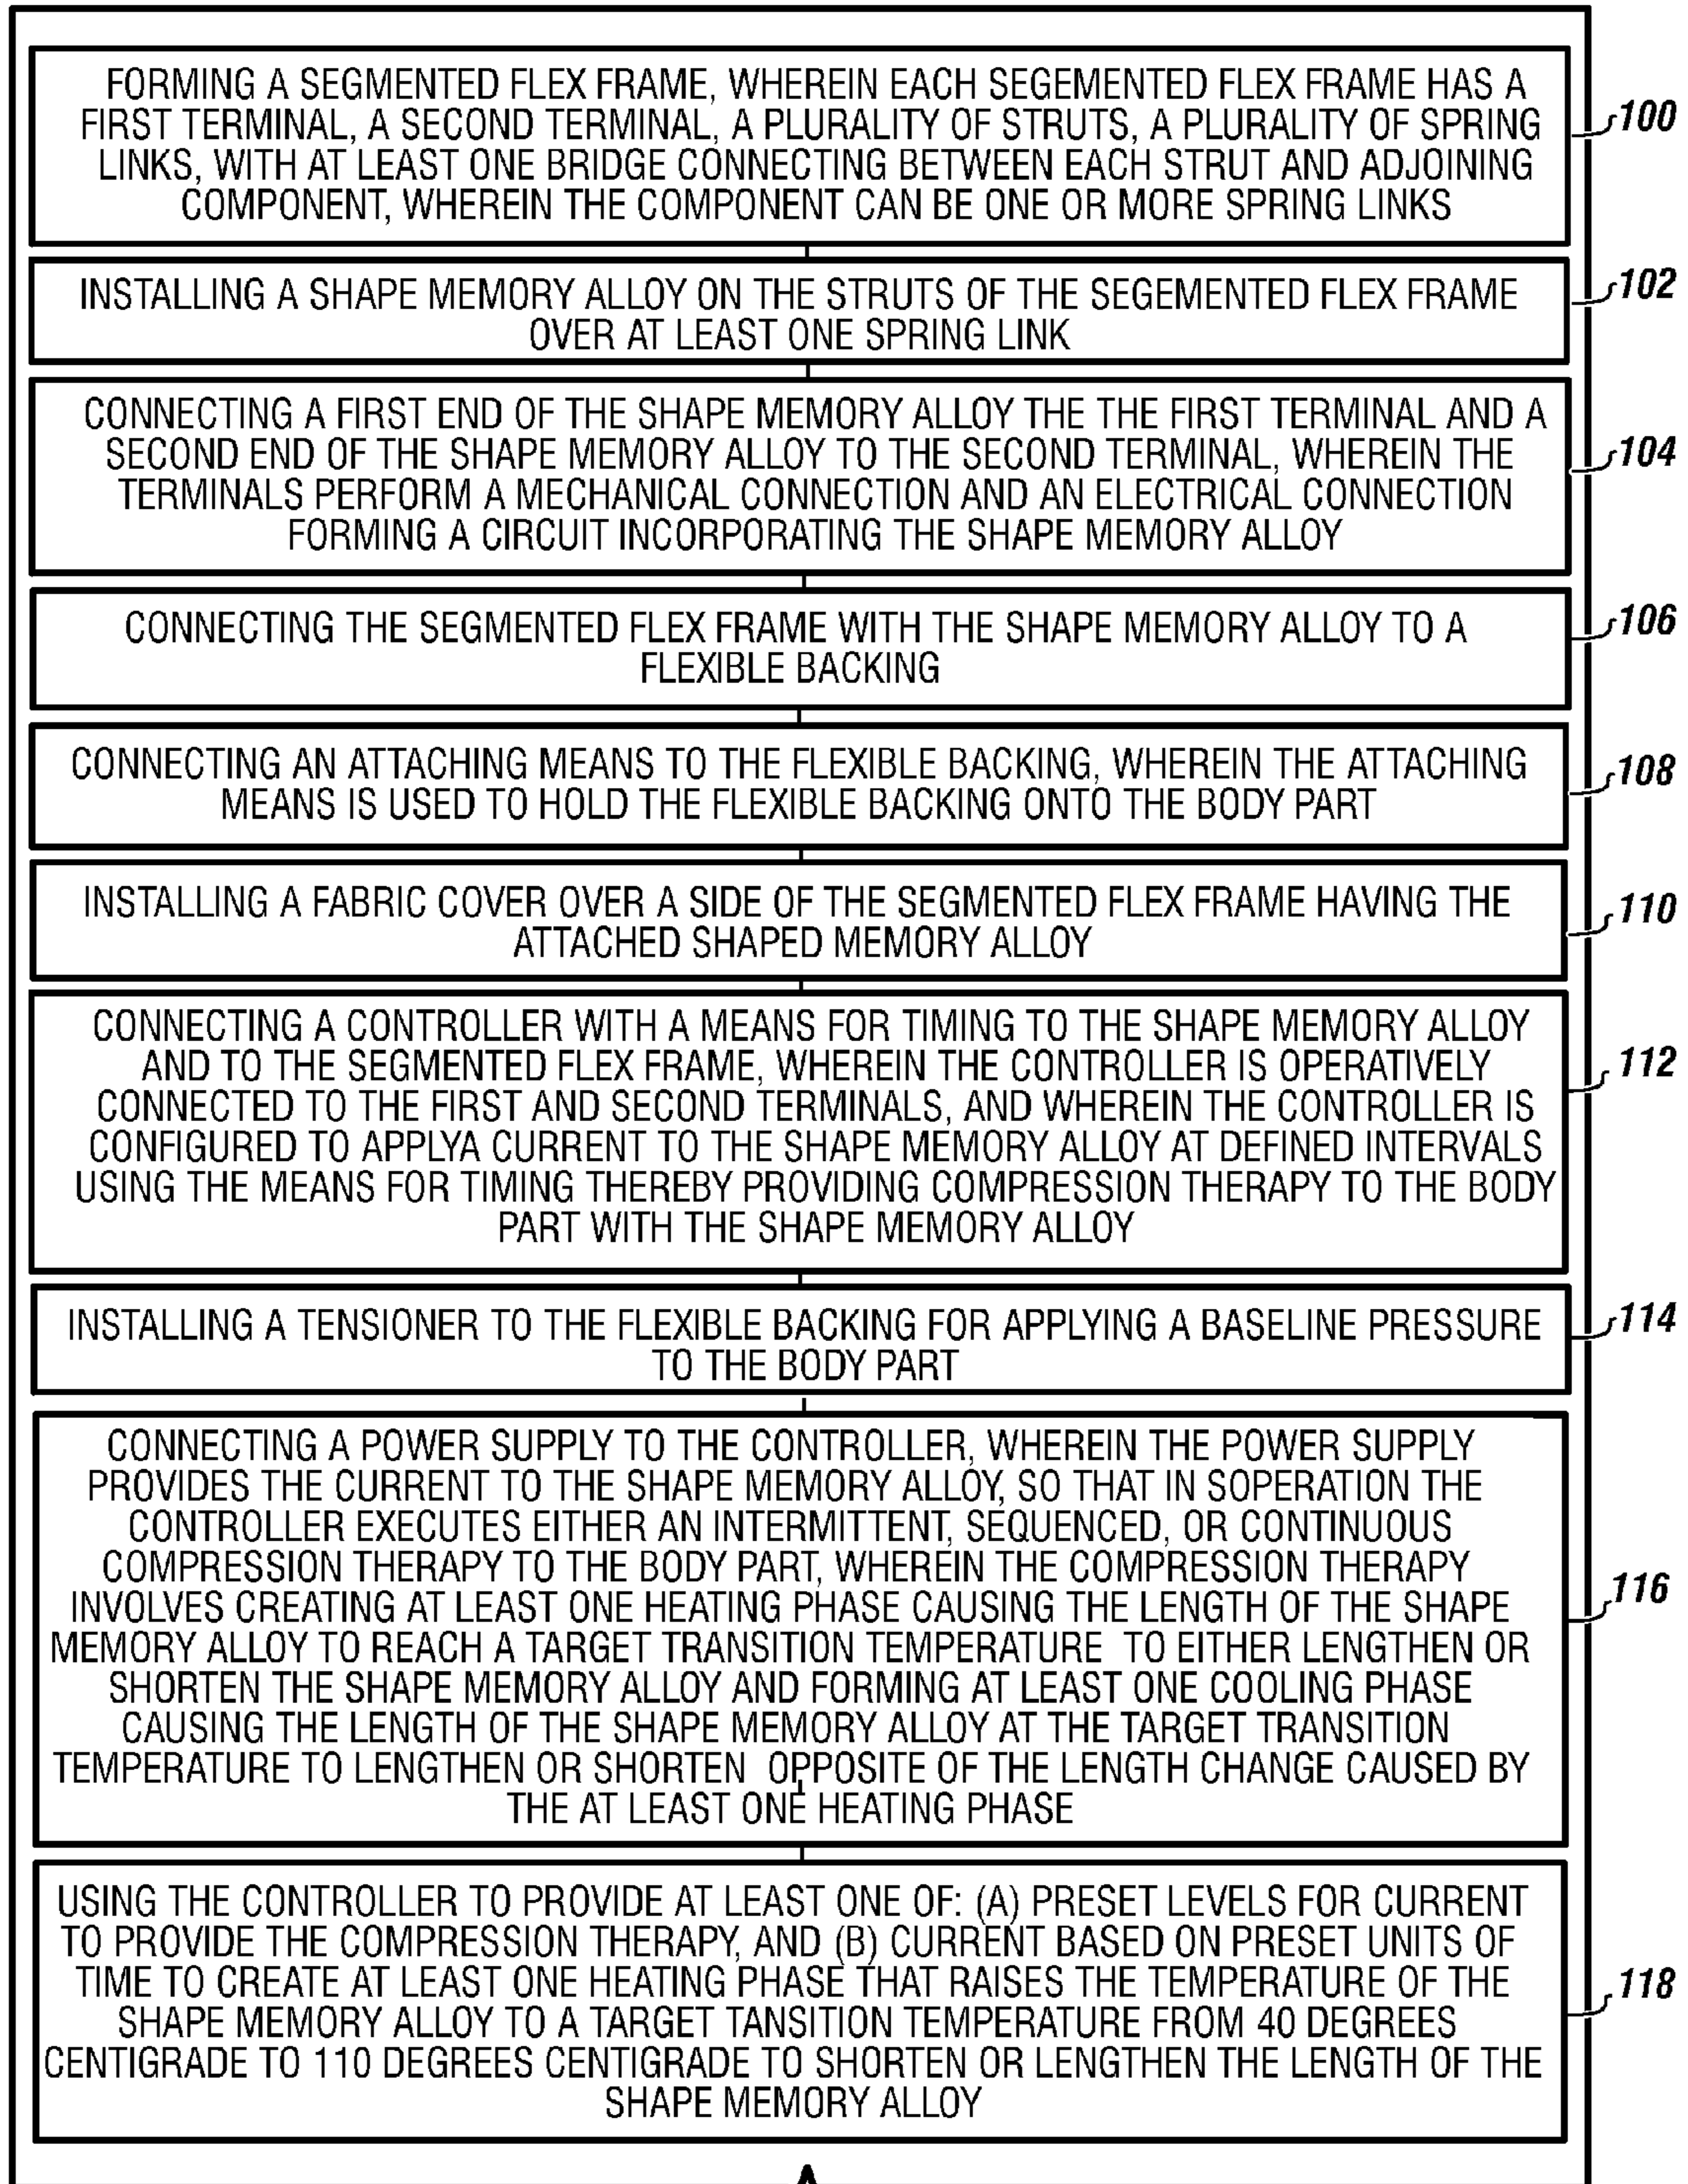 FORMING A SEGMENTED FLEX FRAME, WHEREIN EACH SEGEMENTED FLEX FRAME HAS A
FIRST TERMINAL, A SECOND TERMINAL, A PLURALITY OF STRUTS, A PLURALITY OF SPRING
LINKS, WITH AT LEAST ONE BRIDGE CONNECTING BETWEEN EACH STRUT AND ADJOINING
COMPONENT, WHEREIN THE COMPONENT CAN BE ONE OR MORE SPRING LINKS
100
INSTALLING A SHAPE MEMORY ALLOY ON THE STRUTS OF THE SEGEMENTED FLEX FRAME
OVER AT LEAST ONE SPRING LINK
102
CONNECTING A FIRST END OF THE SHAPE MEMORY ALLOY THE THE FIRST TERMINAL AND A
SECOND END OF THE SHAPE MEMORY ALLOY TO THE SECOND TERMINAL, WHEREIN THE
TERMINALS PERFORM A MECHANICAL CONNECTION AND AN ELECTRICAL CONNECTION
FORMING A CIRCUIT INCORPORATING THE SHAPE MEMORY ALLOY
104
CONNECTING THE SEGMENTED FLEX FRAME WITH THE SHAPE MEMORY ALLOY TO A
FLEXIBLE BACKING
106
CONNECTING AN ATTACHING MEANS TO THE FLEXIBLE BACKING, WHEREIN THE ATTACHING
MEANS IS USED TO HOLD THE FLEXIBLE BACKING ONTO THE BODY PART
108
INSTALLING A FABRIC COVER OVER A SIDE OF THE SEGMENTED FLEX FRAME HAVING THE
ATTACHED SHAPED MEMORY ALLOY
110
CONNECTING A CONTROLLER WITH A MEANS FOR TIMING TO THE SHAPE MEMORY ALLOY
AND TO THE SEGMENTED FLEX FRAME, WHEREIN THE CONTROLLER IS OPERATIVELY
CONNECTED TO THE FIRST AND SECOND TERMINALS, AND WHEREIN THE CONTROLLER IS
CONFIGURED TO APPLYA CURRENT TO THE SHAPE MEMORY ALLOY AT DEFINED INTERVALS
USING THE MEANS FOR TIMING THEREBY PROVIDING COMPRESSION THERAPY TO THE BODY
PART WITH THE SHAPE MEMORY ALLOY
112
INSTALLING A TENSIONER TO THE FLEXIBLE BACKING FOR APPLYING A BASELINE PRESSURE
TO THE BODY PART
114
CONNECTING A POWER SUPPLY TO THE CONTROLLER, WHEREIN THE POWER SUPPLY
PROVIDES THE CURRENT TO THE SHAPE MEMORY ALLOY, SO THAT IN SOPERATION THE
CONTROLLER EXECUTES EITHER AN INTERMITTENT, SEQUENCED, OR CONTINUOUS
COMPRESSION THERAPY TO THE BODY PART, WHEREIN THE COMPRESSION THERAPY
INVOLVES CREATING AT LEAST ONE HEATING PHASE CAUSING THE LENGTH OF THE SHAPE
MEMORY ALLOY TO REACH A TARGET TRANSITION TEMPERATURE TO EITHER LENGTHEN OR
SHORTEN THE SHAPE MEMORY ALLOY AND FORMING AT LEAST ONE COOLING PHASE
CAUSING THE LENGTH OF THE SHAPE MEMORY ALLOY AT THE TARGET TRANSITION
TEMPERATURE TO LENGTHEN OR SHORTEN OPPOSITE OF THE LENGTH CHANGE CAUSED BY
THE AT LEAST ONE HEATING PHASE
116
USING THE CONTROLLER TO PROVIDE AT LEAST ONE OF: (A) PRESET LEVELS FOR CURRENT
TO PROVIDE THE COMPRESSION THERAPY, AND (B) CURRENT BASED ON PRESET UNITS OF
TIME TO CREATE AT LEAST ONE HEATING PHASE THAT RAISES THE TEMPERATURE OF THE
SHAPE MEMORY ALLOY TO A TARGET TANSITION TEMPERATURE FROM 40 DEGREES
CENTIGRADE TO 110 DEGREES CENTIGRADE TO SHORTEN OR LENGTHEN THE LENGTH OF THE
SHAPE MEMORY ALLOY
118